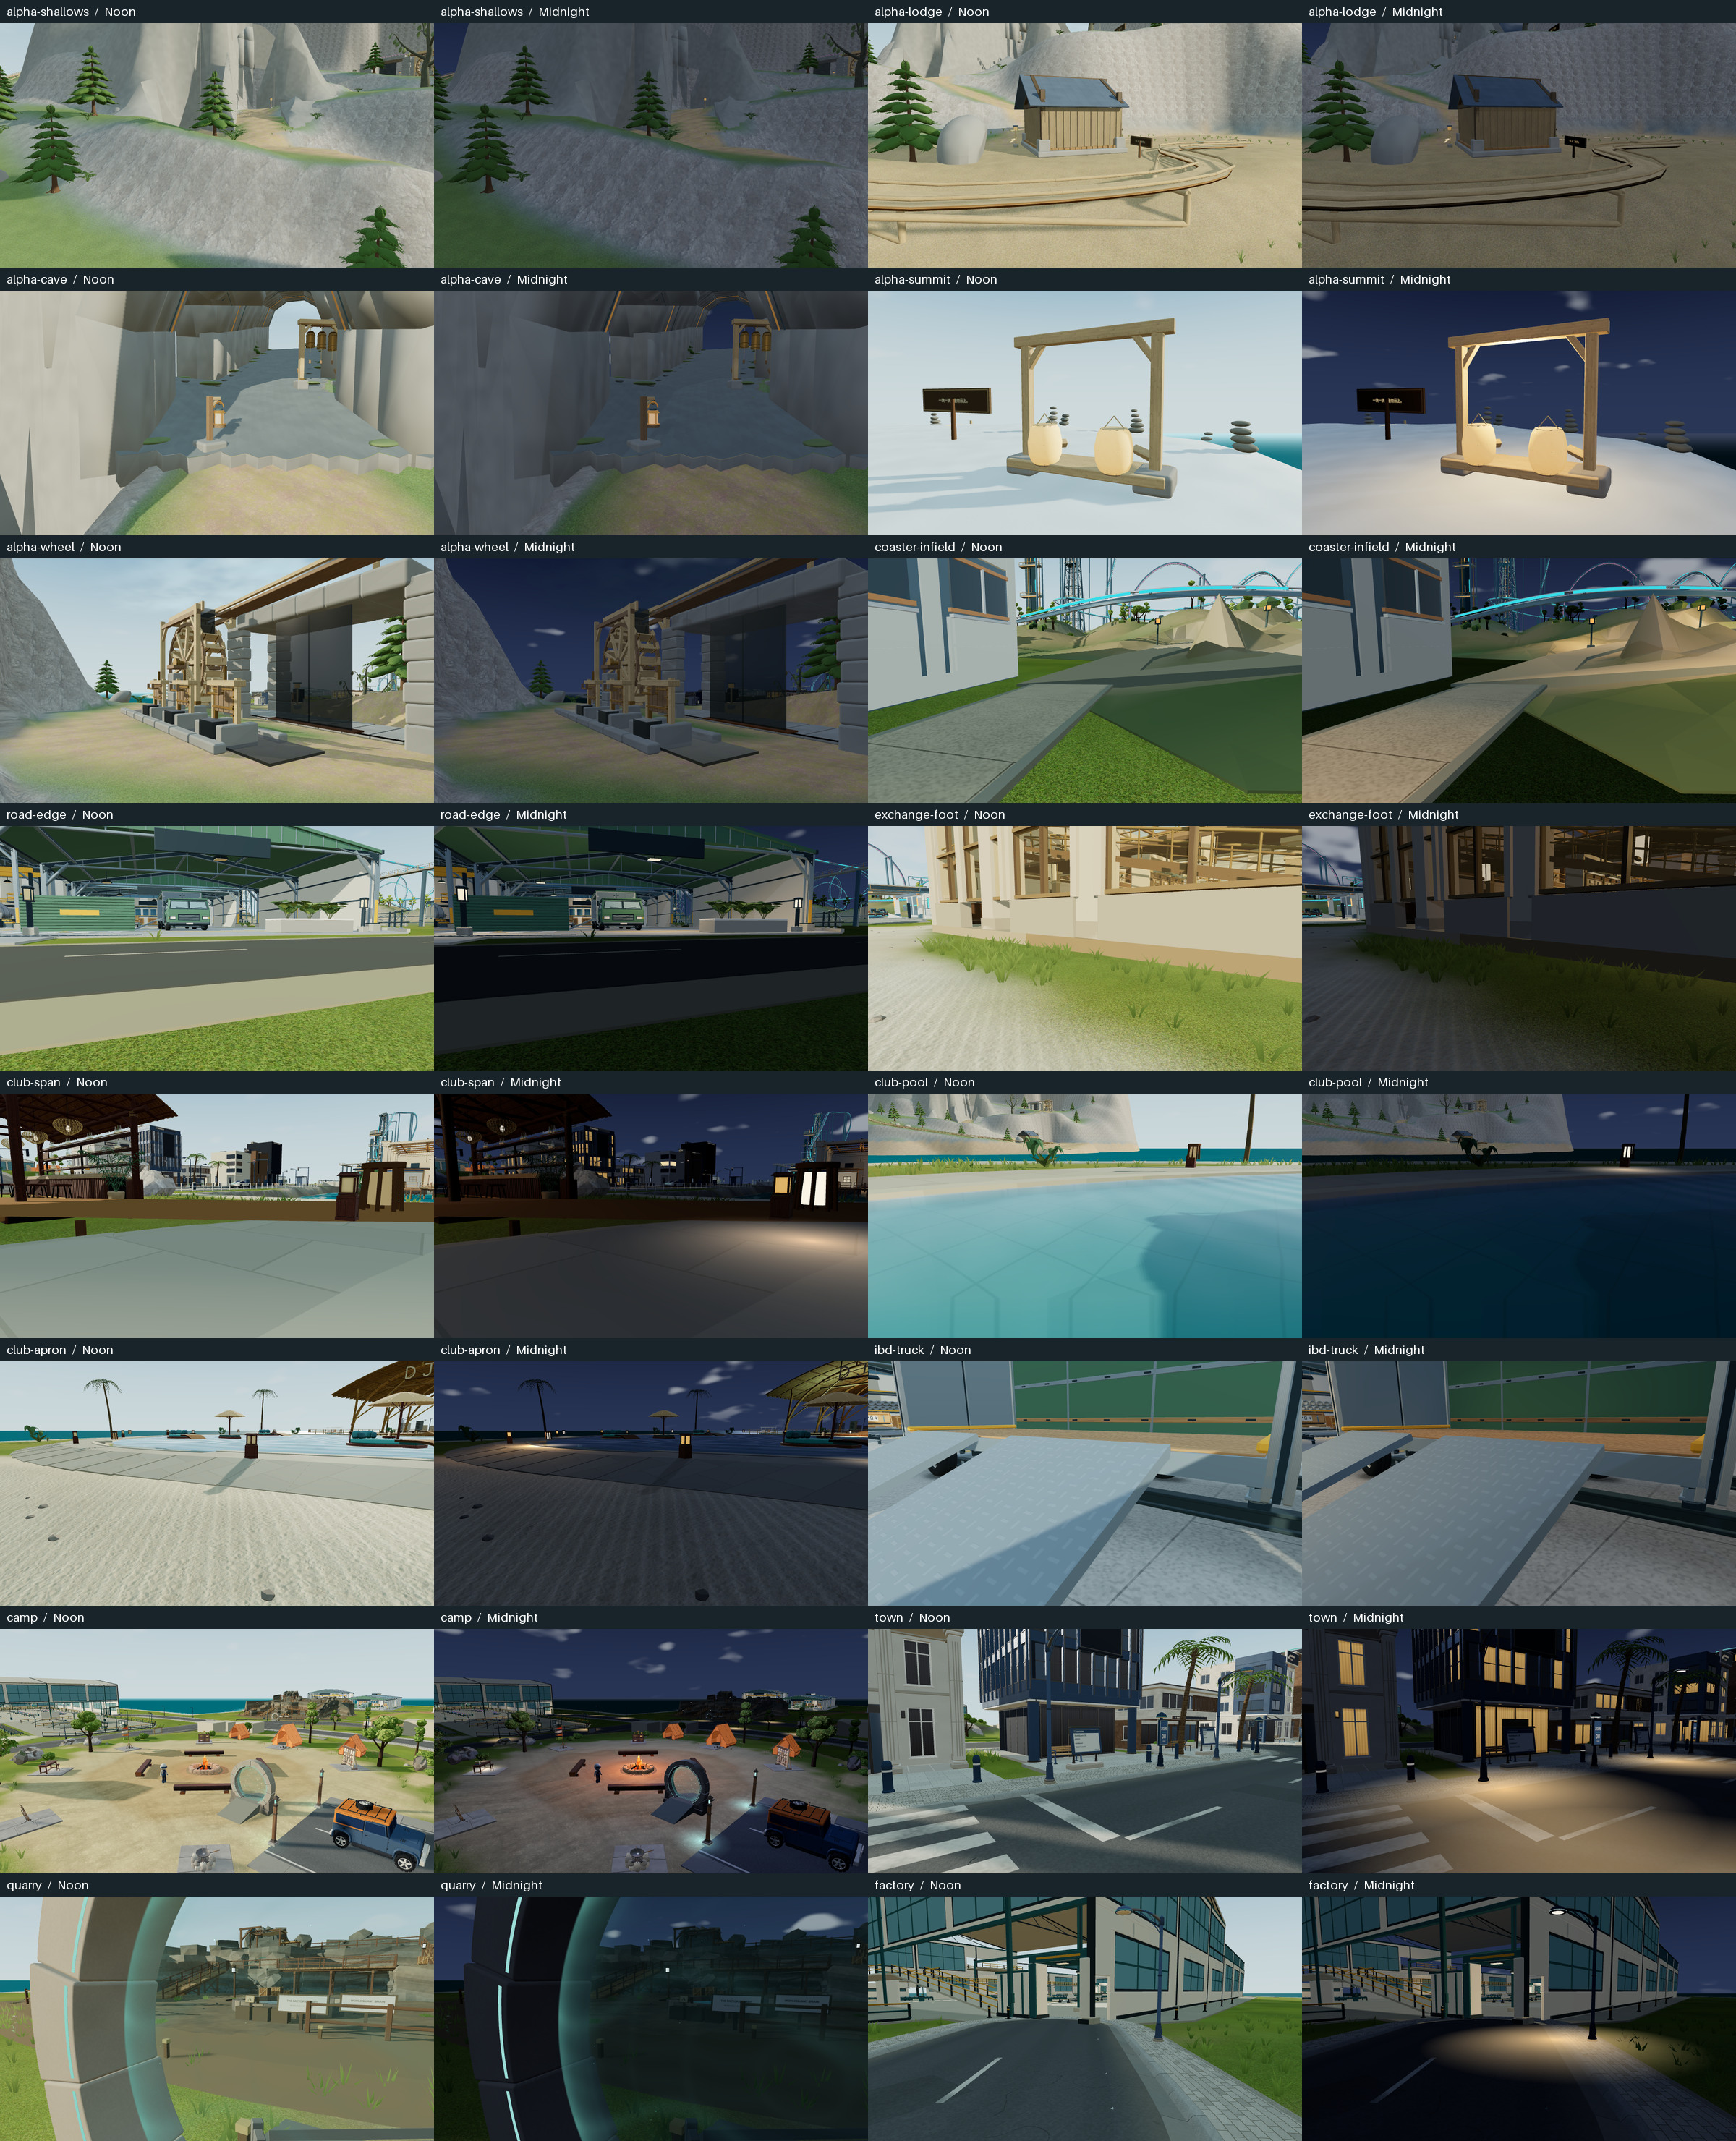 alpha-shallows / Noon
alpha-shallows / Midnight
alpha-lodge / Noon
alpha-lodge / Midnight
alpha-cave / Noon
alpha-cave / Midnight
alpha-summit / Noon
alpha-summit / Midnight
alpha-wheel / Noon
alpha-wheel / Midnight
coaster-infield / Noon
coaster-infield / Midnight
road-edge / Noon
road-edge / Midnight
exchange-foot / Noon
exchange-foot / Midnight
club-span / Noon
club-span / Midnight
club-pool / Noon
club-pool / Midnight
club-apron / Noon
club-apron / Midnight
DJ
ibd-truck / Noon
ibd-truck / Midnight
camp / Noon
camp / Midnight
town / Noon
town / Midnight
quarry / Noon
quarry / Midnight
factory / Noon
factory / Midnight